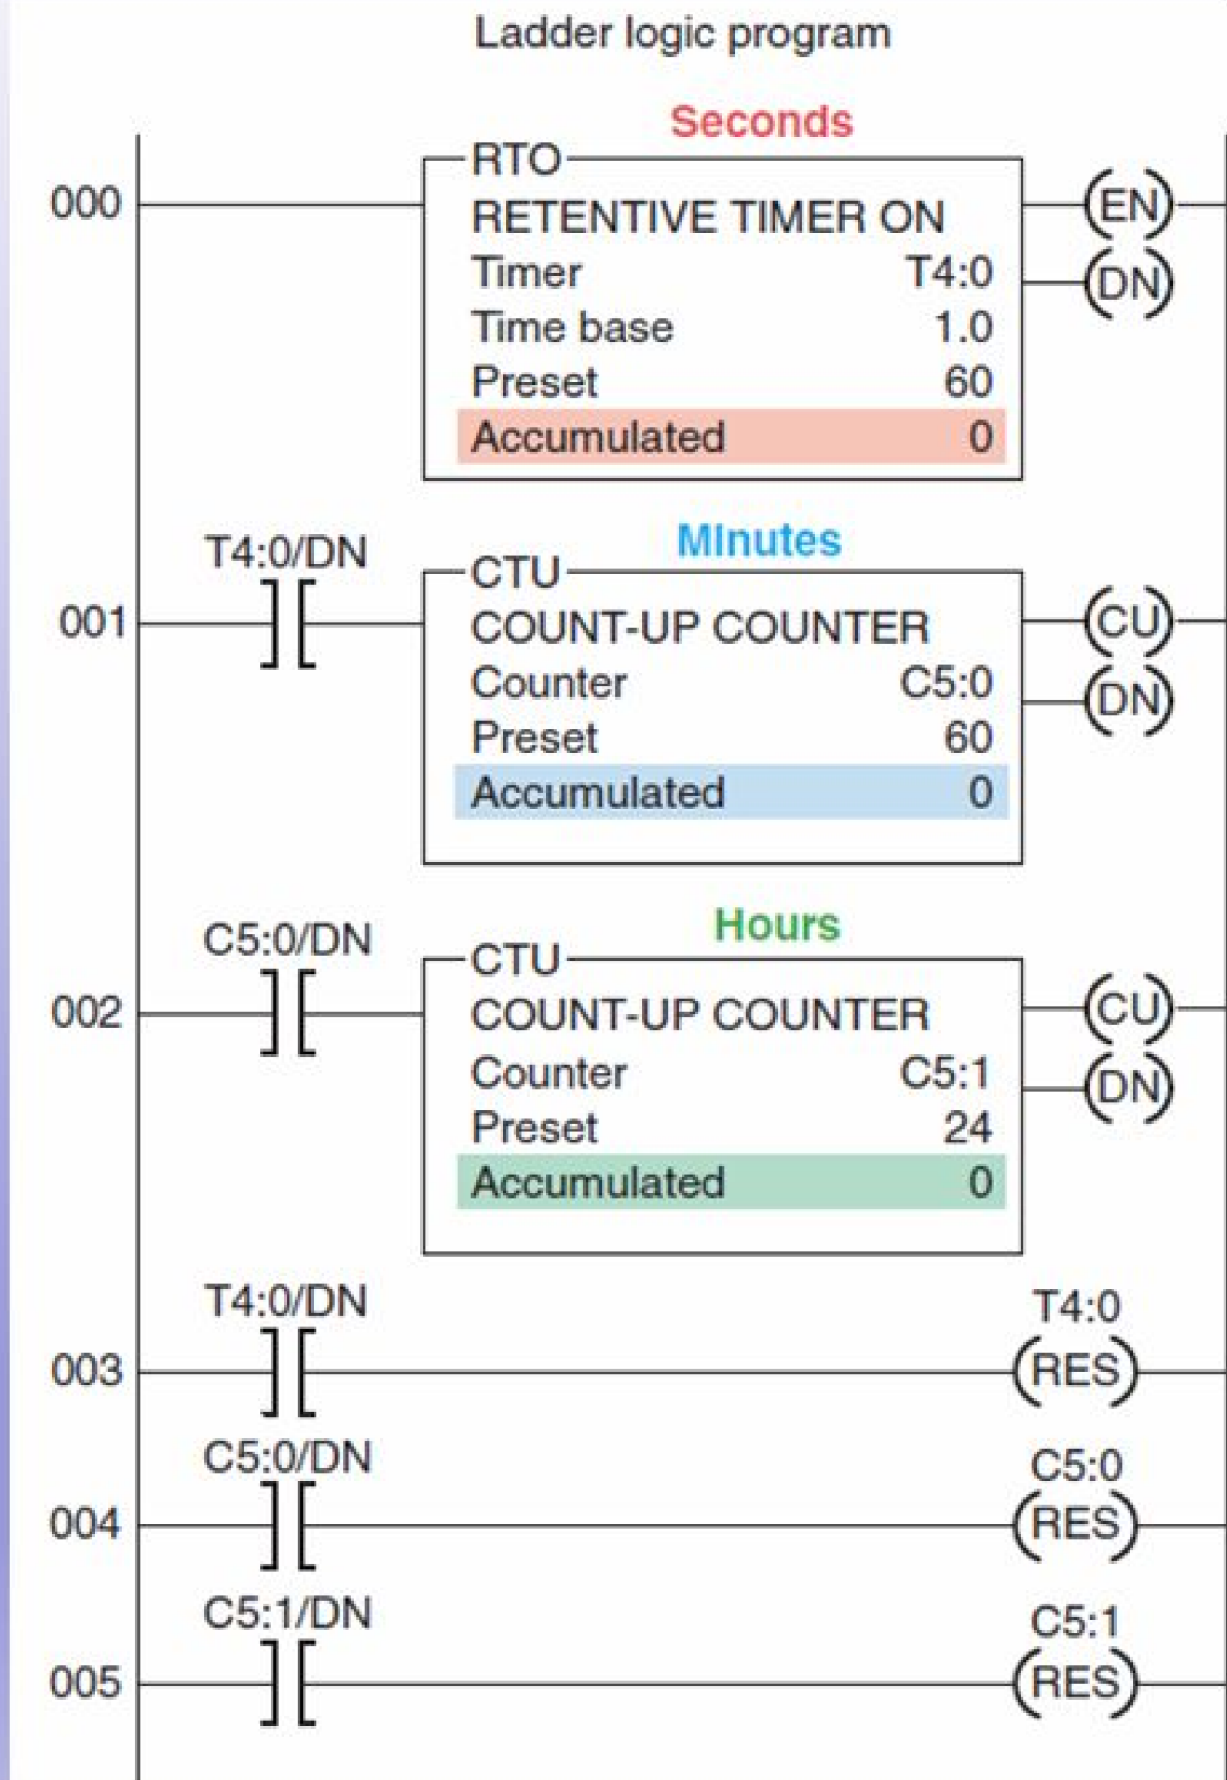 Ladder logic program
Seconds
000
RTO
RETENTIVE TIMER ON
Timer T4:0
Time base 1.0
Preset 60
Accumulated 0
EN
DN
MInutes
T4:0/DN
001
CTU
COUNT-UP COUNTER
Counter C5:0
Preset 60
Accumulated 0
CU
DN
Hours
C5:0/DN
002
CTU
COUNT-UP COUNTER
Counter C5:1
Preset 24
Accumulated 0
CU
DN
T4:0/DN T4:0
003 RES
C5:0/DN C5:0
004 RES
C5:1/DN C5:1
005 RES